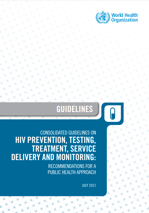 World Health
Organization
GUIDELINES
CONSOLIDATED GUIDELINES ON
HIV PREVENTION, TESTING,
TREATMENT, SERVICE
DELIVERY AND MONITORING:
RECOMMENDATIONS FOR A
PUBLIC HEALTH APPROACH
JULY 2021